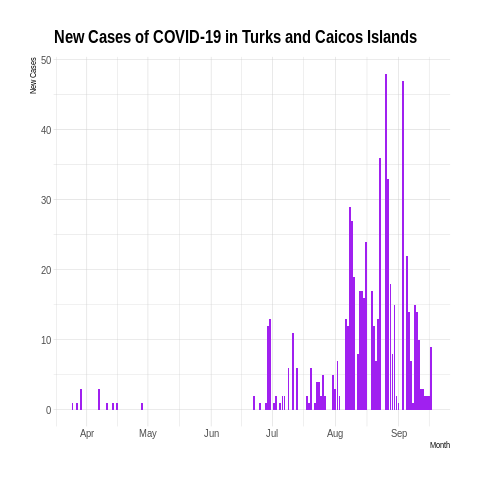 New Cases of COVID-19 in Turks and Caicos Islands
New Cases
50
40
30
20
10
0
Apr May Jun Jul Aug Sep
Month